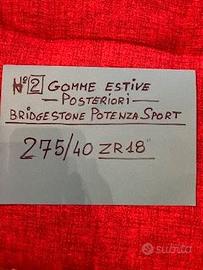 N° 2 GOMME ESTIVE
- POSTERIORI -
BRIDGESTONE POTENZA SPORT
275/40 ZR18"
subito